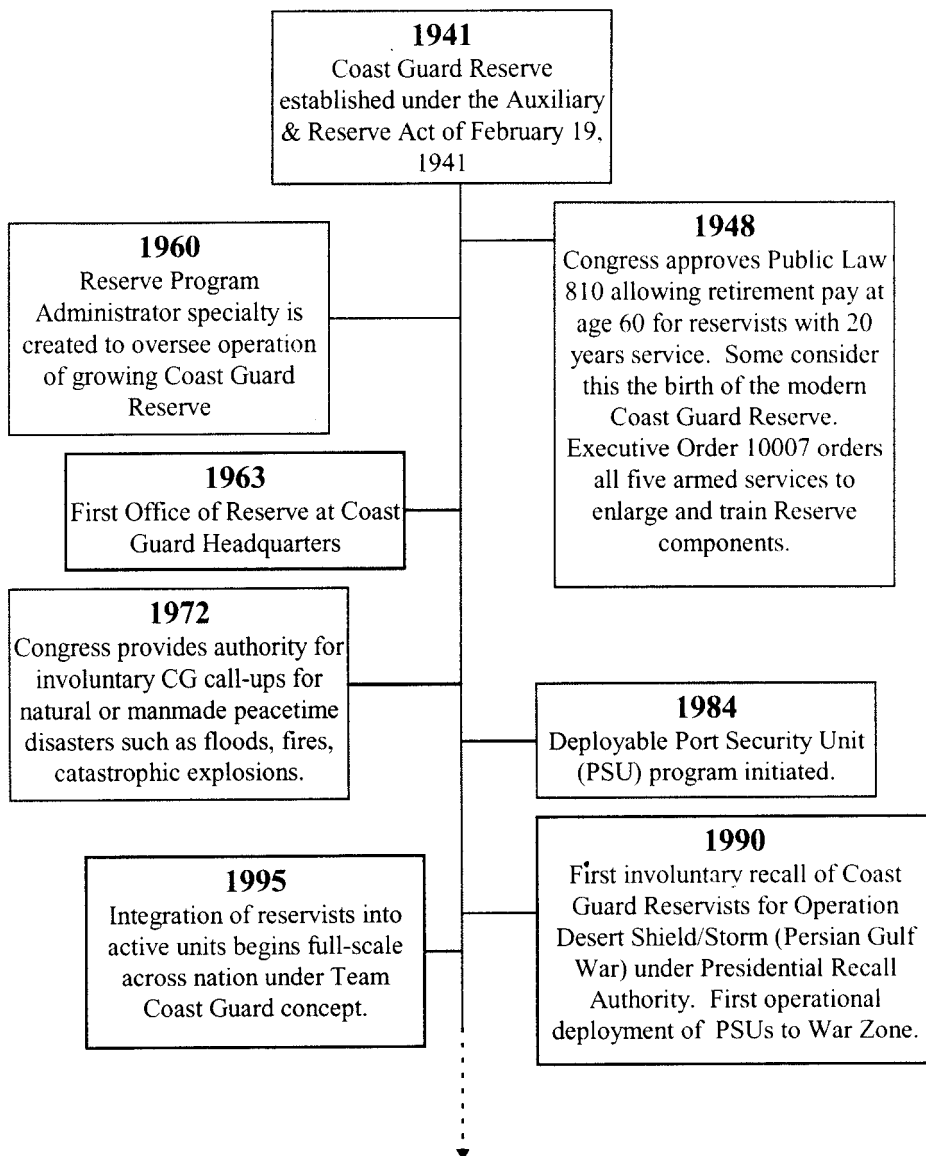 1941
Coast Guard Reserve
established under the Auxiliary
& Reserve Act of February 19,
1941
1948
Congress approves Public Law
810 allowing retirement pay at
age 60 for reservists with 20
years service. Some consider
this the birth of the modern
Coast Guard Reserve.
Executive Order 10007 orders
all five armed services to
enlarge and train Reserve
components.
1960
Reserve Program
Administrator specialty is
created to oversee operation
of growing Coast Guard
Reserve
1963
First Office of Reserve at Coast
Guard Headquarters
1972
Congress provides authority for
involuntary CG call-ups for
natural or manmade peacetime
disasters such as floods, fires,
catastrophic explosions.
1984
Deployable Port Security Unit
(PSU) program initiated.
1990
First involuntary recall of Coast
Guard Reservists for Operation
Desert Shield/Storm (Persian Gulf
War) under Presidential Recall
Authority. First operational
deployment of PSUs to War Zone.
1995
Integration of reservists into
active units begins full-scale
across nation under Team
Coast Guard concept.